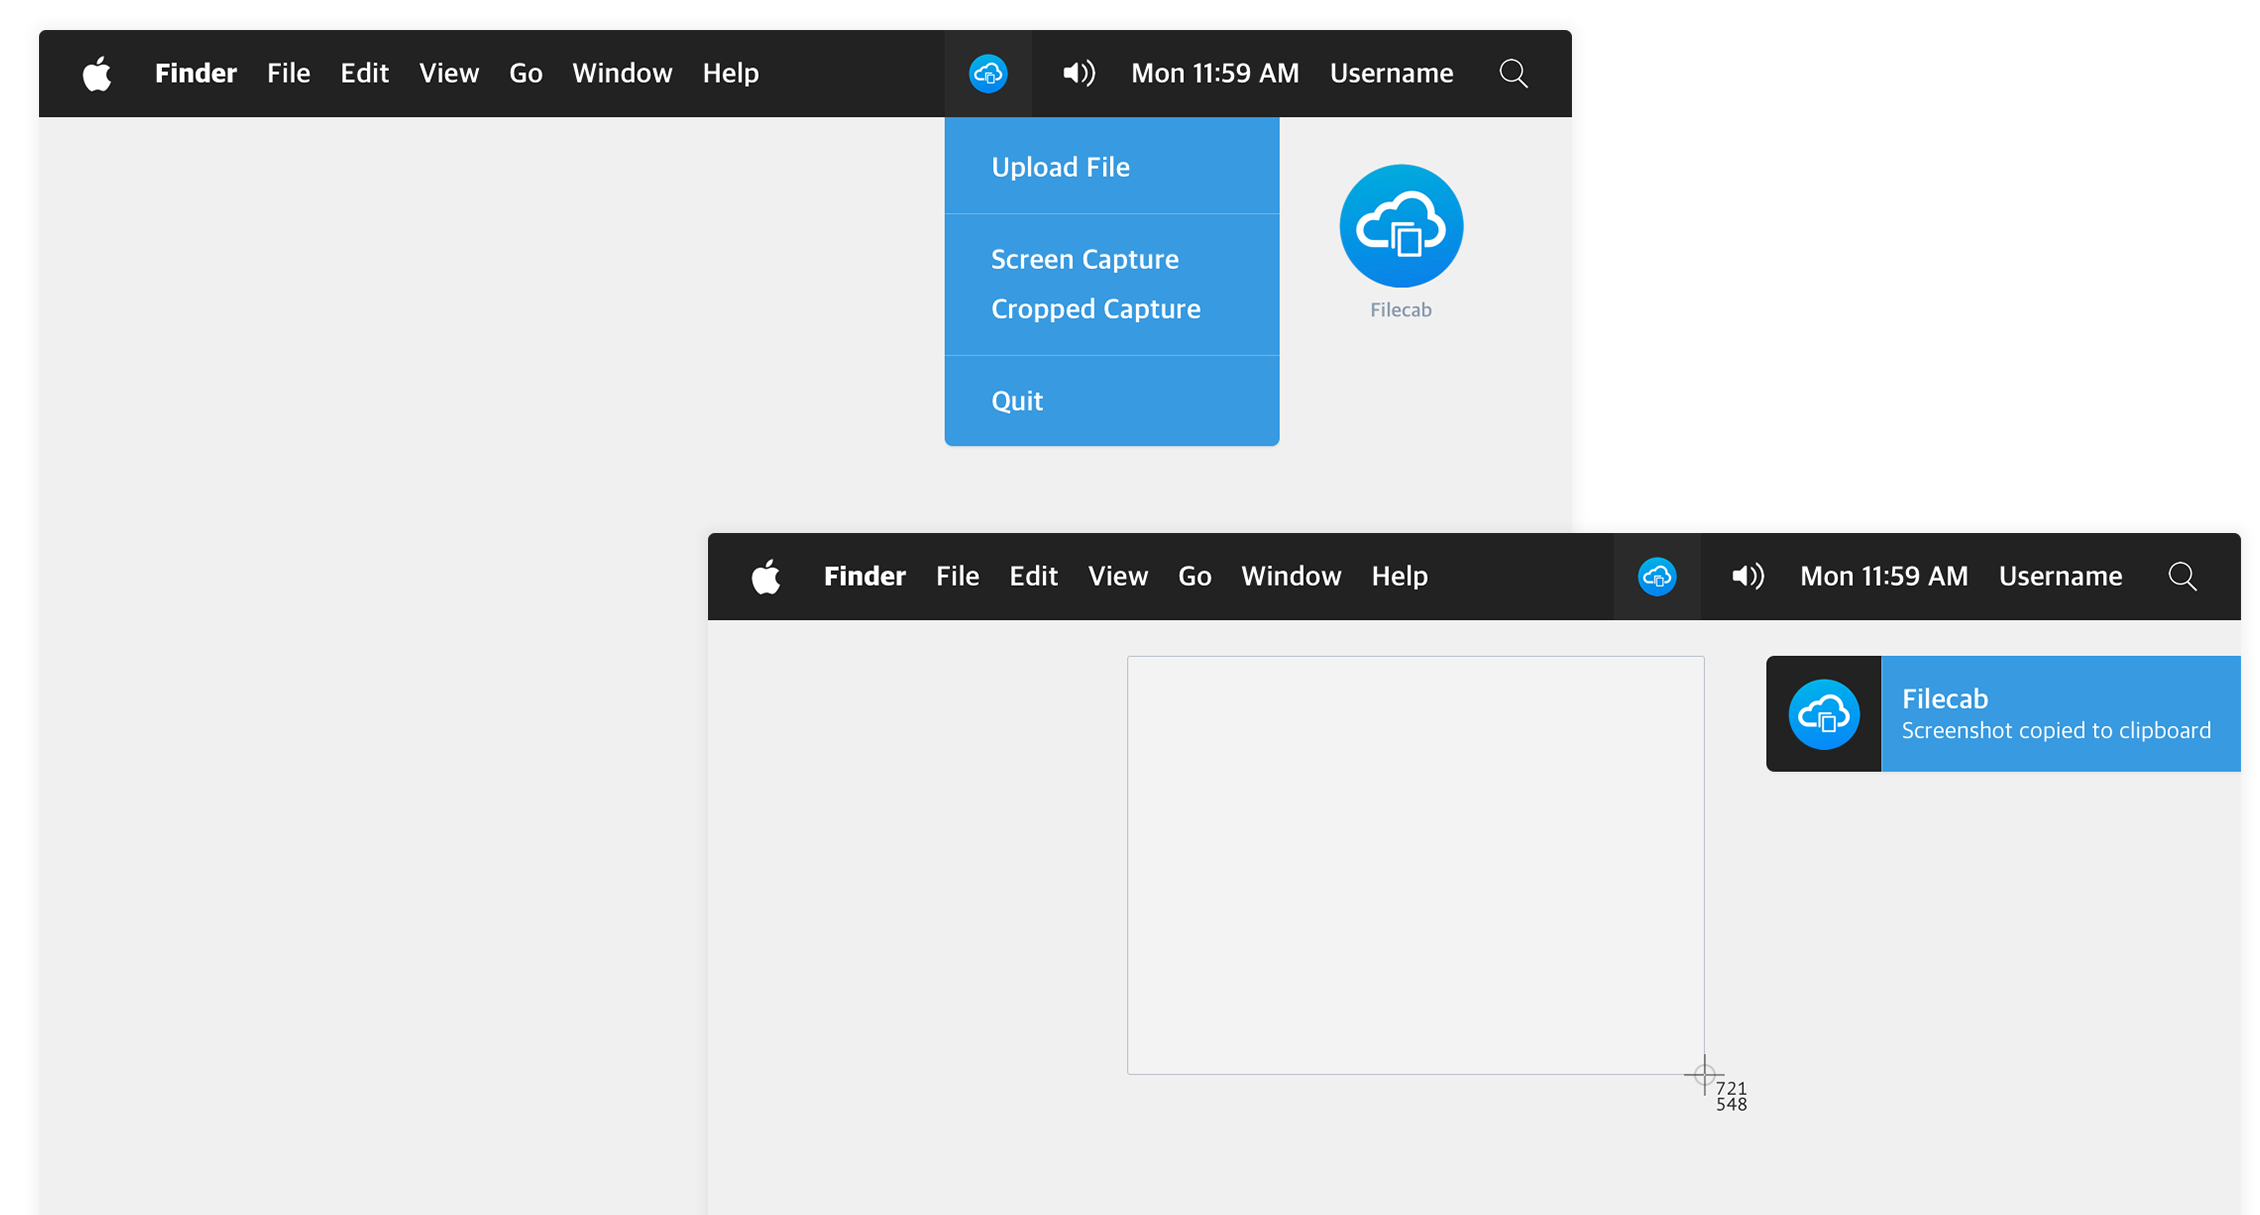 Finder File Edit View Go Window Help Mon 11:59 AM Username
Upload File
Screen Capture
Cropped Capture
Quit
Filecab
Finder File Edit View Go Window Help Mon 11:59 AM Username
Filecab
Screenshot copied to clipboard
721
548